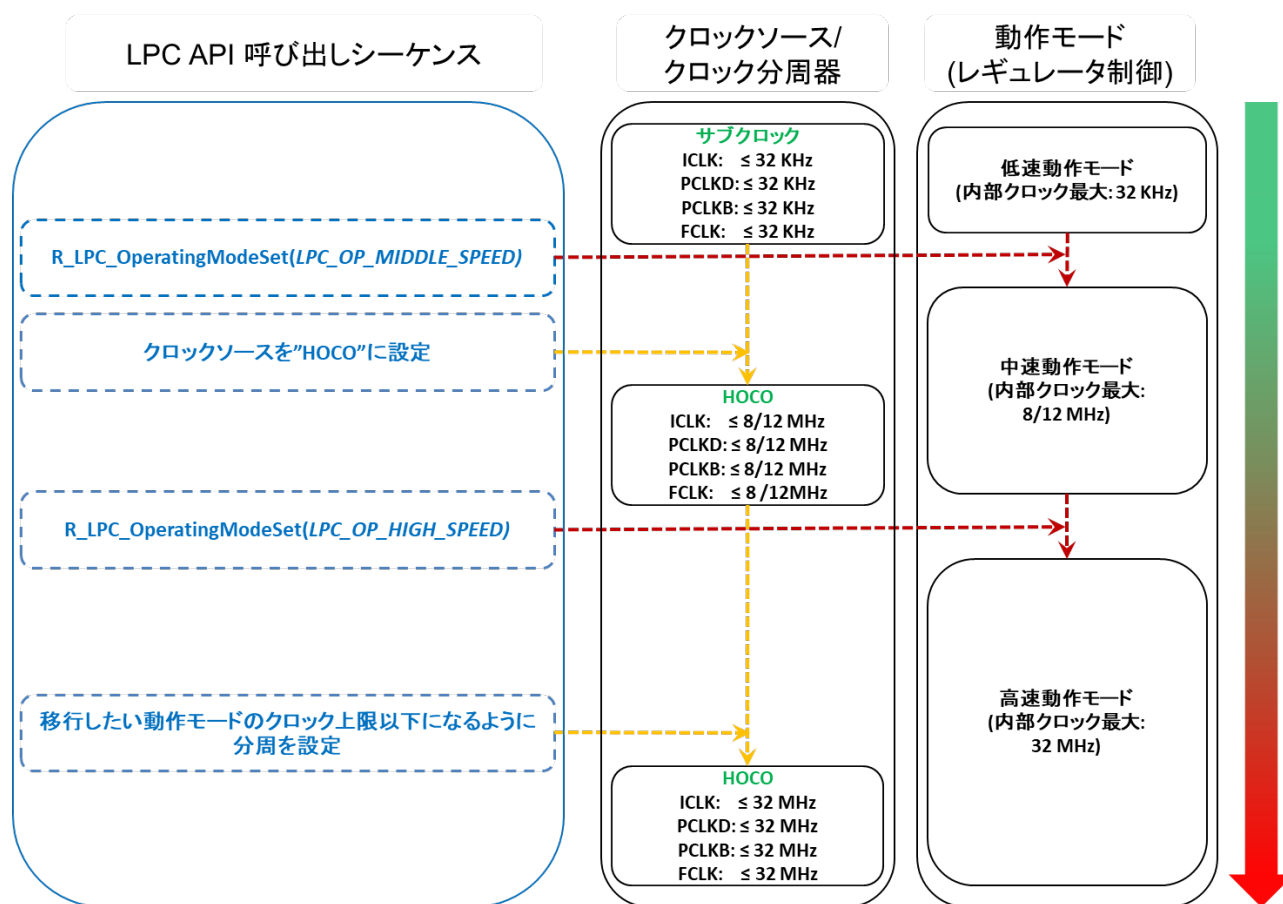 LPC API 呼び出しシーケンス
クロックソース/
クロック分周器
動作モード
(レギュレータ制御)
サブクロック
ICLK: ≤ 32 KHz
PCLKD: ≤ 32 KHz
PCLKB: ≤ 32 KHz
FCLK: ≤ 32 KHz
低速動作モード
(内部クロック最大: 32 KHz)
R_LPC_OperatingModeSet(LPC_OP_MIDDLE_SPEED)
クロックソースを”HOCO”に設定
中速動作モード
(内部クロック最大:
8/12 MHz)
HOCO
ICLK: ≤ 8/12 MHz
PCLKD: ≤ 8/12 MHz
PCLKB: ≤ 8/12 MHz
FCLK: ≤ 8 /12MHz
R_LPC_OperatingModeSet(LPC_OP_HIGH_SPEED)
移行したい動作モードのクロック上限以下になるように
分周を設定
高速動作モード
(内部クロック最大:
32 MHz)
HOCO
ICLK: ≤ 32 MHz
PCLKD: ≤ 32 MHz
PCLKB: ≤ 32 MHz
FCLK: ≤ 32 MHz